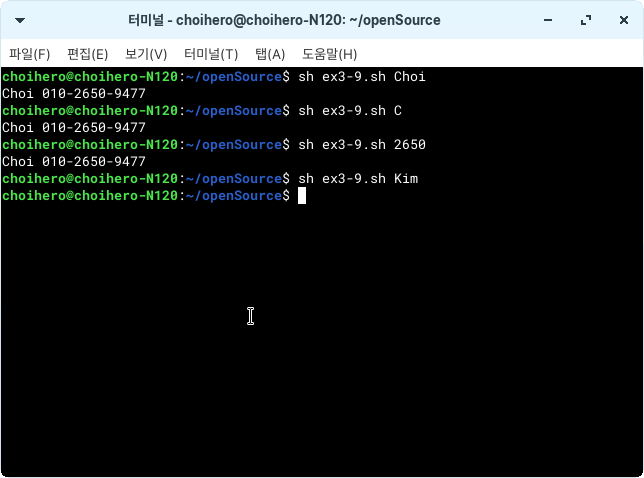 터미널 - choihero@choihero-N120: ~/openSource
파일(F) 편집(E) 보기(V) 터미널(T) 탭(A) 도움말(H)
choihero@choihero-N120:~/openSource$ sh ex3-9.sh Choi
Choi 010-2650-9477
choihero@choihero-N120:~/openSource$ sh ex3-9.sh C
Choi 010-2650-9477
choihero@choihero-N120:~/openSource$ sh ex3-9.sh 2650
Choi 010-2650-9477
choihero@choihero-N120:~/openSource$ sh ex3-9.sh Kim
choihero@choihero-N120:~/openSource$